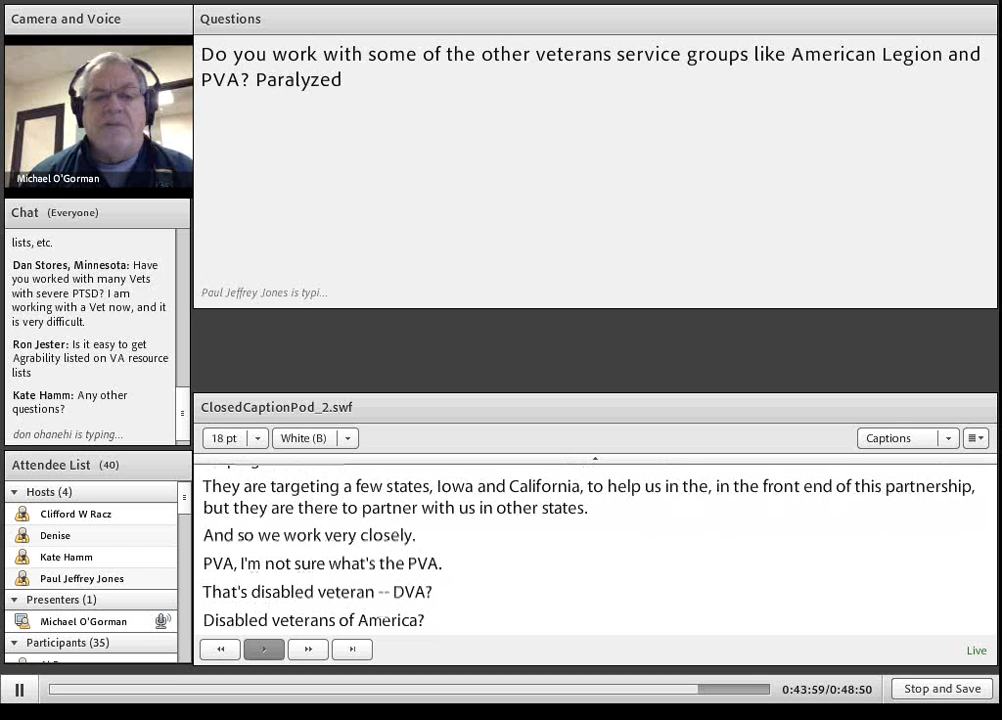 Camera and Voice
Michael O'Gorman
Chat (Everyone)
lists, etc.
Dan Stores, Minnesota: Have
you worked with many Vets
with severe PTSD? I am
working with a Vet now, and it
is very difficult.
Ron Jester: Is it easy to get
Agrability listed on VA resource
lists
Kate Hamm: Any other
questions?
don ohanehi is typing...
Attendee List (40)
Hosts (4)
Clifford W Racz
Denise
Kate Hamm
Paul Jeffrey Jones
Presenters (1)
Michael O'Gorman
Participants (35)
Questions
Do you work with some of the other veterans service groups like American Legion and
PVA? Paralyzed
Paul Jeffrey Jones is typi...
ClosedCaptionPod_2.swf
18 pt White (B) Captions
They are targeting a few states, Iowa and California, to help us in the, in the front end of this partnership,
but they are there to partner with us in other states.
And so we work very closely.
PVA, I'm not sure what's the PVA.
That's disabled veteran -- DVA?
Disabled veterans of America?
Live
0:43:59/0:48:50 Stop and Save